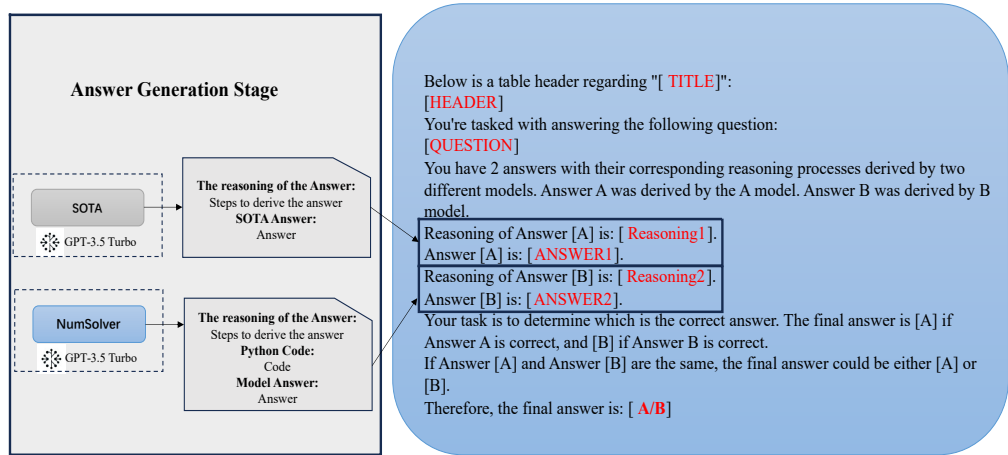 Answer Generation Stage
SOTA
GPT-3.5 Turbo
The reasoning of the Answer:
Steps to derive the answer
SOTA Answer:
Answer
NumSolver
GPT-3.5 Turbo
The reasoning of the Answer:
Steps to derive the answer
Python Code:
Code
Model Answer:
Answer
Below is a table header regarding "[ TITLE]":
[HEADER]
You're tasked with answering the following question:
[QUESTION]
You have 2 answers with their corresponding reasoning processes derived by two
different models. Answer A was derived by the A model. Answer B was derived by B
model.
Reasoning of Answer [A] is: [ Reasoning1].
Answer [A] is: [ANSWER1].
Reasoning of Answer [B] is: [ Reasoning2].
Answer [B] is: [ANSWER2].
Your task is to determine which is the correct answer. The final answer is [A] if
Answer A is correct, and [B] if Answer B is correct.
If Answer [A] and Answer [B] are the same, the final answer could be either [A] or
[B].
Therefore, the final answer is: [ A/B]